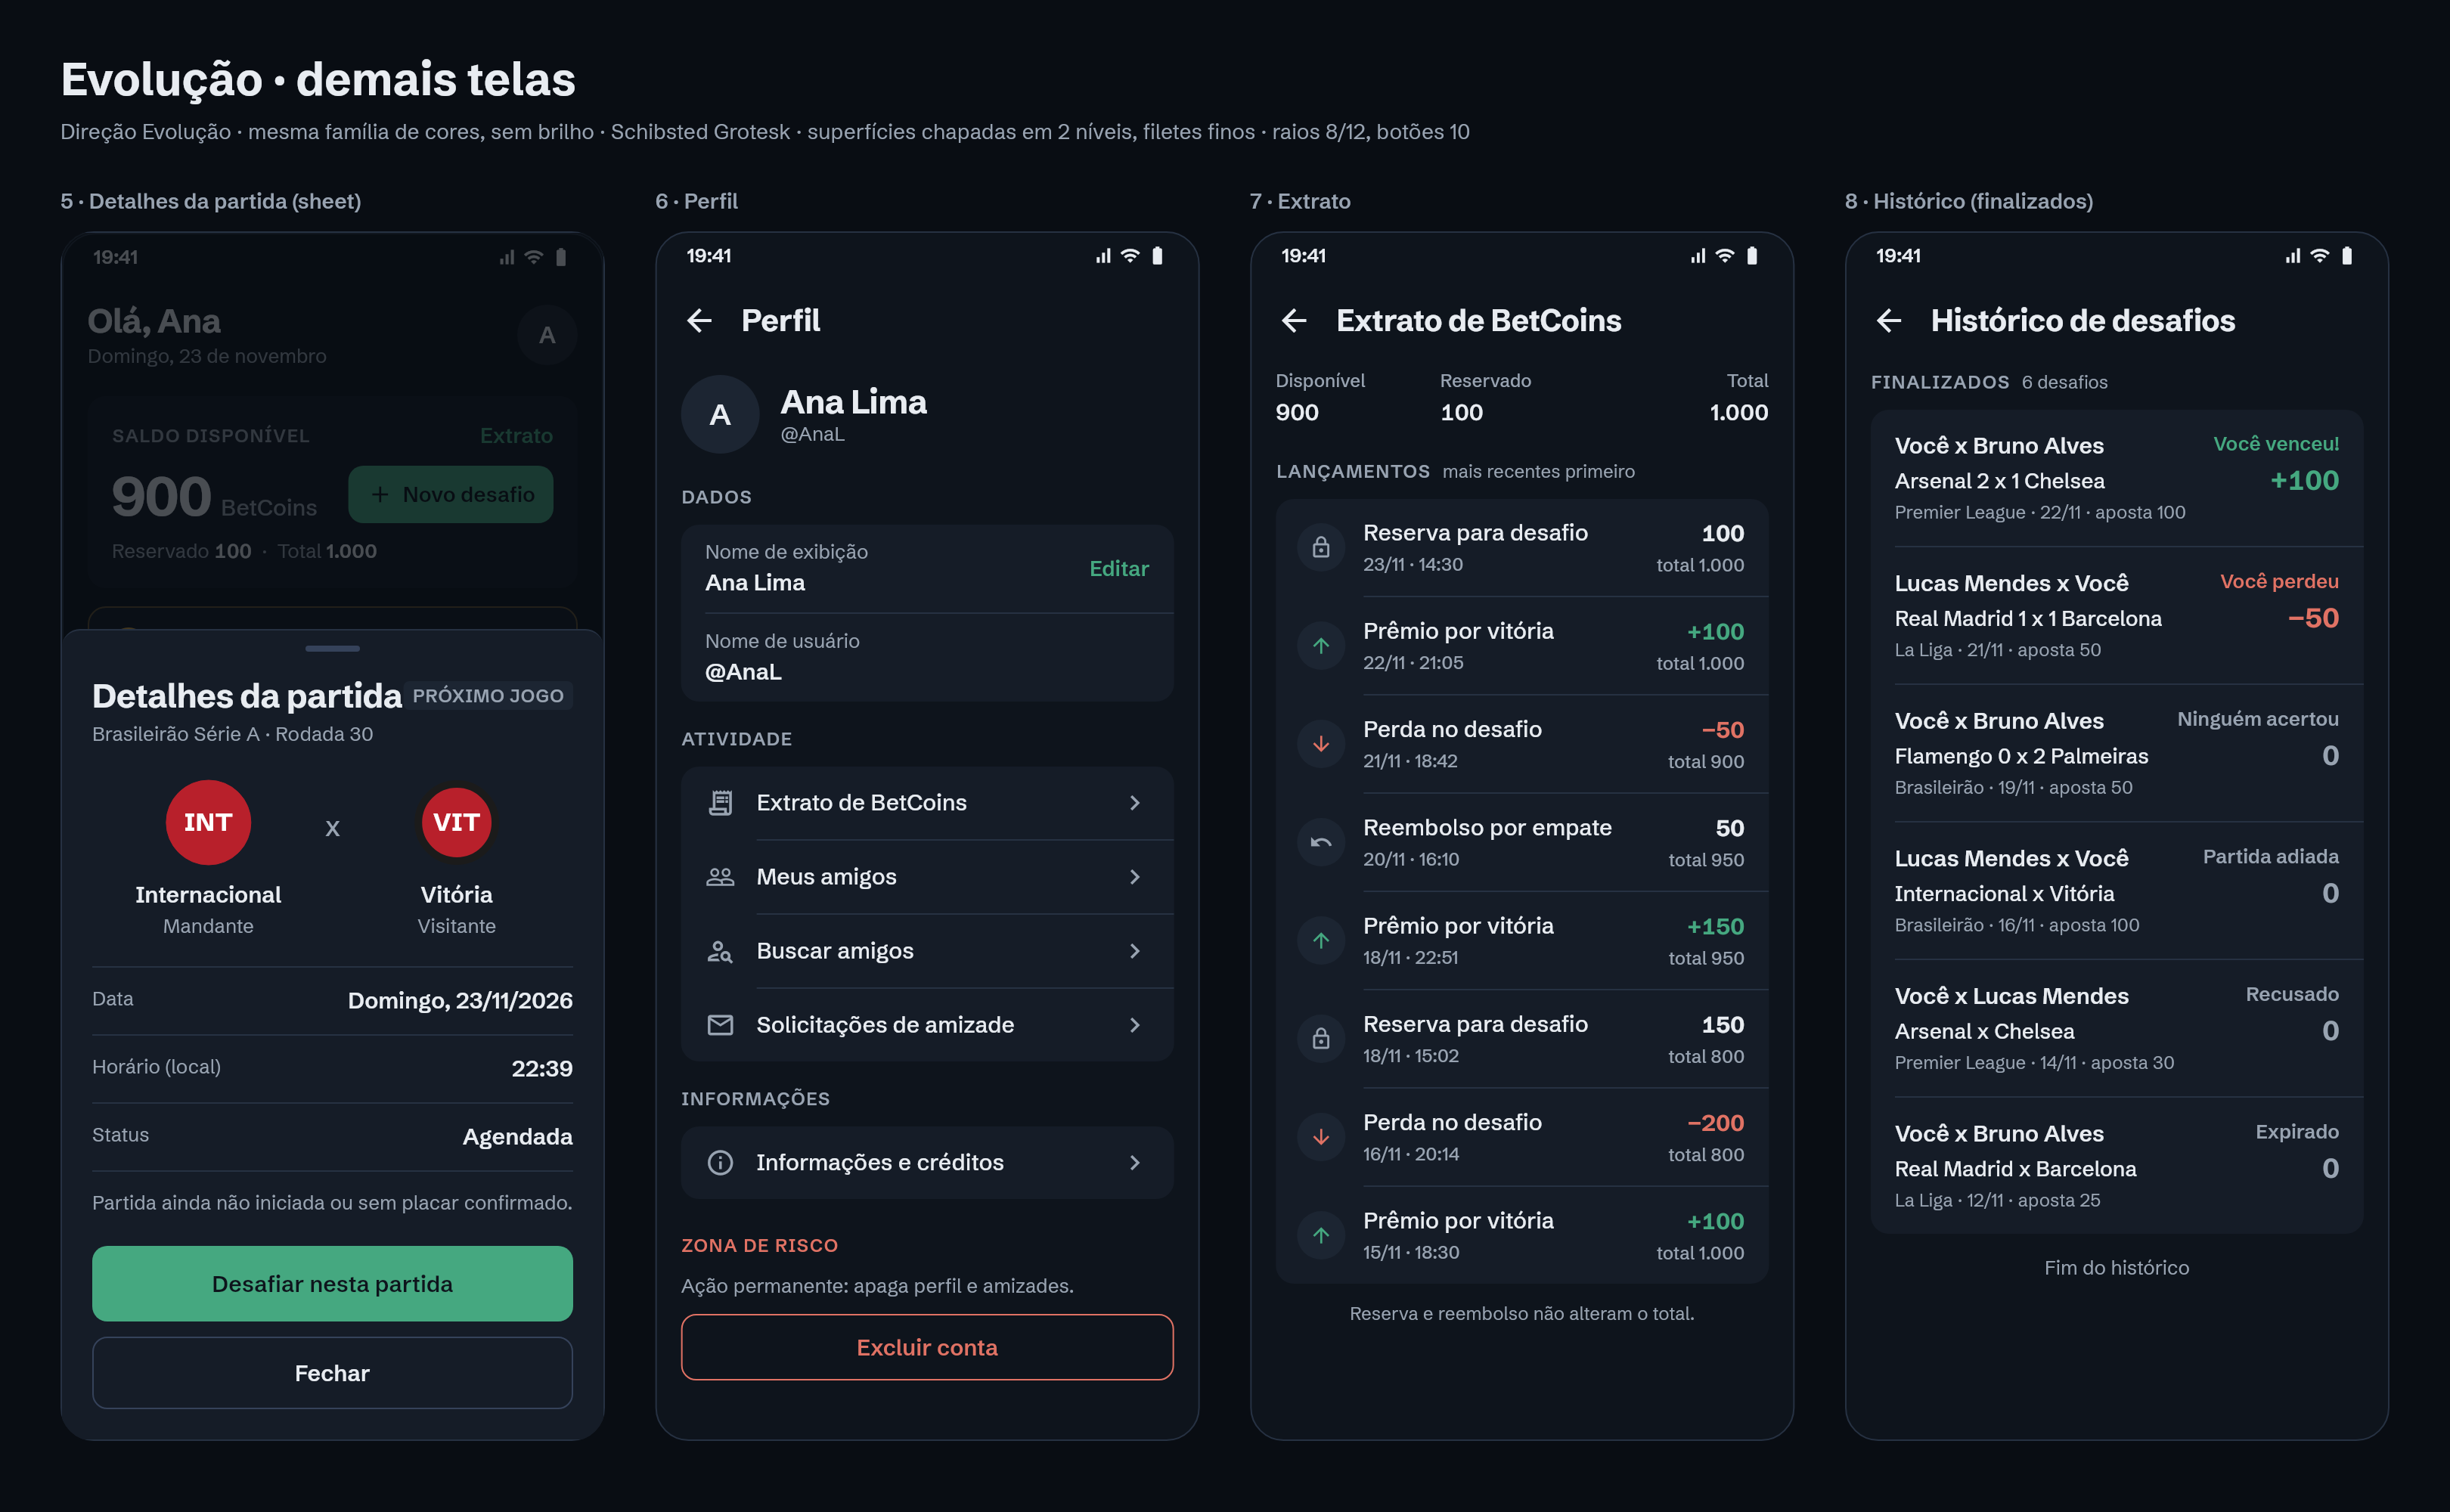 Evolução · demais telas
Direção Evolução · mesma família de cores, sem brilho · Schibsted Grotesk · superfícies chapadas em 2 níveis, filetes finos · raios 8/12, botões 10
5 · Detalhes da partida (sheet)
19:41
Olá, Ana
Domingo, 23 de novembro
A
SALDO DISPONÍVEL
Extrato
900 BetCoins
+ Novo desafio
Reservado 100 · Total 1.000
Detalhes da partida
PRÓXIMO JOGO
Brasileirão Série A · Rodada 30
INT
x
VIT
Internacional
Vitória
Mandante
Visitante
Data
Domingo, 23/11/2026
Horário (local)
22:39
Status
Agendada
Partida ainda não iniciada ou sem placar confirmado.
Desafiar nesta partida
Fechar
6 · Perfil
19:41
Perfil
A
Ana Lima
@AnaL
DADOS
Nome de exibição
Ana Lima
Editar
Nome de usuário
@AnaL
ATIVIDADE
Extrato de BetCoins
Meus amigos
Buscar amigos
Solicitações de amizade
INFORMAÇÕES
Informações e créditos
ZONA DE RISCO
Ação permanente: apaga perfil e amizades.
Excluir conta
7 · Extrato
19:41
Extrato de BetCoins
Disponível
Reservado
Total
900
100
1.000
LANÇAMENTOS mais recentes primeiro
Reserva para desafio
100
23/11 · 14:30
total 1.000
Prêmio por vitória
+100
22/11 · 21:05
total 1.000
Perda no desafio
−50
21/11 · 18:42
total 900
Reembolso por empate
50
20/11 · 16:10
total 950
Prêmio por vitória
+150
18/11 · 22:51
total 950
Reserva para desafio
150
18/11 · 15:02
total 800
Perda no desafio
−200
16/11 · 20:14
total 800
Prêmio por vitória
+100
15/11 · 18:30
total 1.000
Reserva e reembolso não alteram o total.
8 · Histórico (finalizados)
19:41
Histórico de desafios
FINALIZADOS 6 desafios
Você x Bruno Alves
Você venceu!
Arsenal 2 x 1 Chelsea
+100
Premier League · 22/11 · aposta 100
Lucas Mendes x Você
Você perdeu
Real Madrid 1 x 1 Barcelona
−50
La Liga · 21/11 · aposta 50
Você x Bruno Alves
Ninguém acertou
Flamengo 0 x 2 Palmeiras
0
Brasileirão · 19/11 · aposta 50
Lucas Mendes x Você
Partida adiada
Internacional x Vitória
0
Brasileirão · 16/11 · aposta 100
Você x Lucas Mendes
Recusado
Arsenal x Chelsea
0
Premier League · 14/11 · aposta 30
Você x Bruno Alves
Expirado
Real Madrid x Barcelona
0
La Liga · 12/11 · aposta 25
Fim do histórico